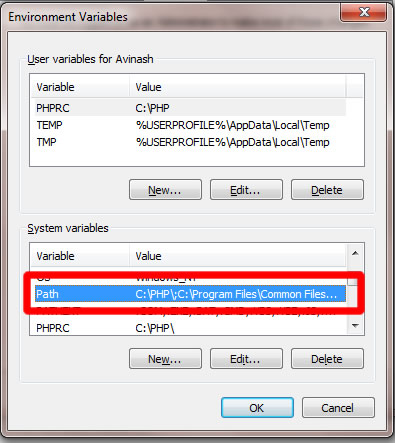 Environment Variables
User variables for Avinash
Variable Value
PHPRC C:\PHP
TEMP %USERPROFILE%\AppData\Local\Temp
TMP %USERPROFILE%\AppData\Local\Temp
New... Edit... Delete
System variables
Variable Value
OS Windows_NT
Path C:\PHP\;C:\Program Files\Common Files...
PHPRC C:\PHP\
New... Edit... Delete
OK Cancel